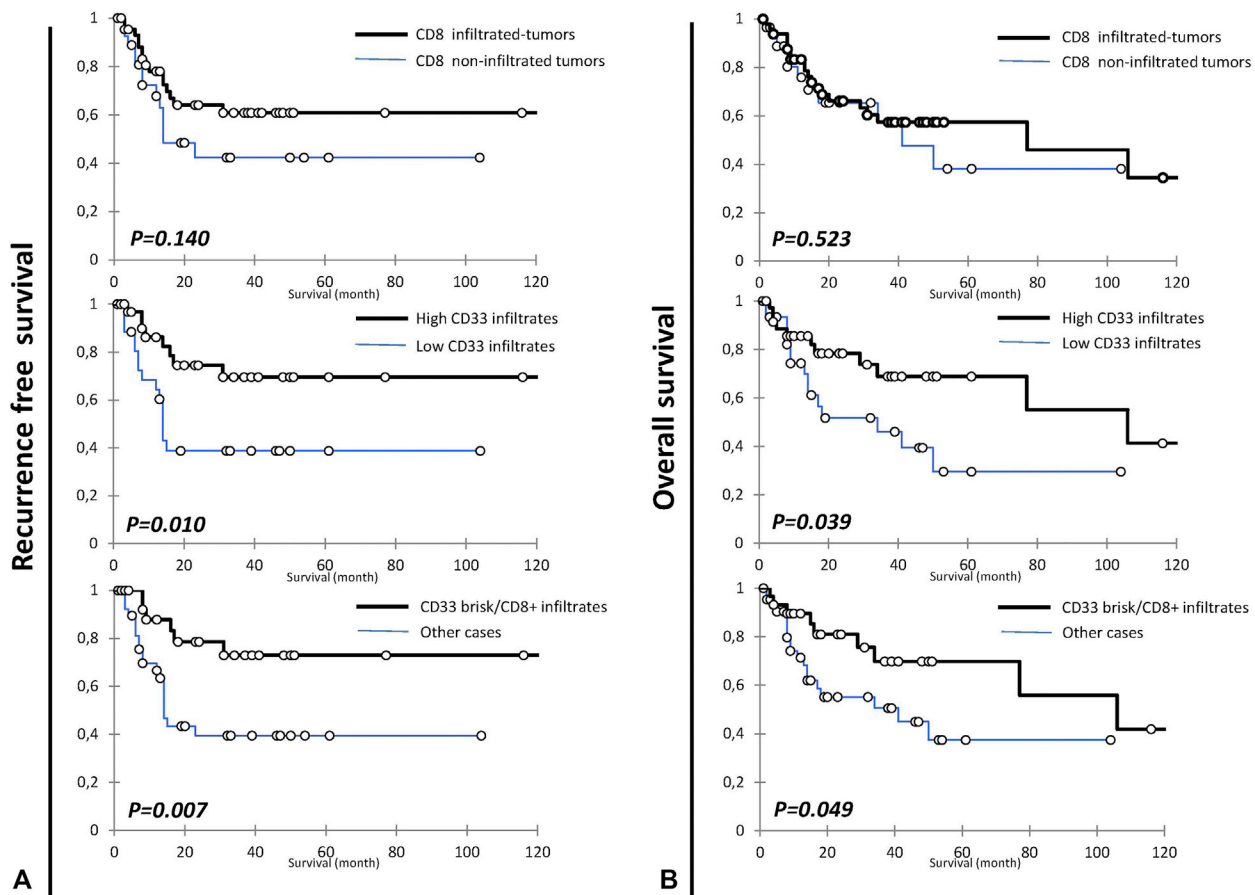 Recurrence free survival
1
0,8
0,6
0,4
0,2
0
CD8 infiltrated-tumors
CD8 non-infiltrated tumors
P=0.140
0 20 40 60 80 100 120
Survival (month)
1
0,8
0,6
0,4
0,2
0
High CD33 infiltrates
Low CD33 infiltrates
P=0.010
0 20 40 60 80 100 120
Survival (month)
1
0,8
0,6
0,4
0,2
0
CD33 brisk/CD8+ infiltrates
Other cases
P=0.007
0 20 40 60 80 100 120
Survival (month)
A
Overall survival
1
0,8
0,6
0,4
0,2
0
CD8 infiltrated-tumors
CD8 non-infiltrated tumors
P=0.523
0 20 40 60 80 100 120
Survival (month)
1
0,8
0,6
0,4
0,2
0
High CD33 infiltrates
Low CD33 infiltrates
P=0.039
0 20 40 60 80 100 120
Survival (month)
1
0,8
0,6
0,4
0,2
0
CD33 brisk/CD8+ infiltrates
Other cases
P=0.049
0 20 40 60 80 100 120
Survival (month)
B